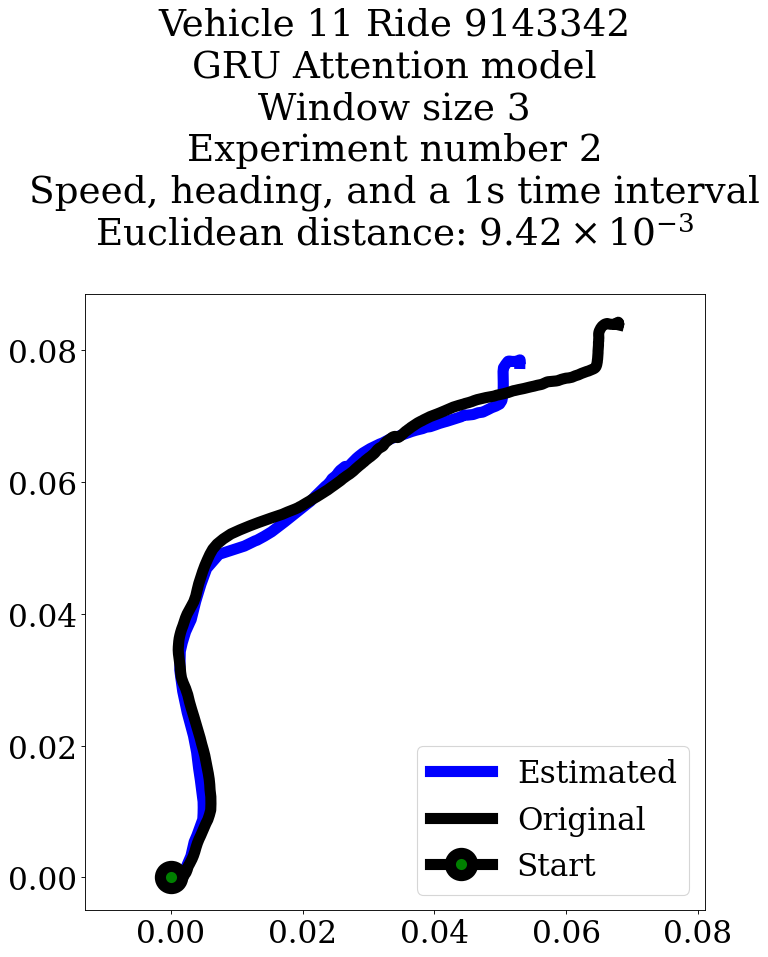 Vehicle 11 Ride 9143342
GRU Attention model
Window size 3
Experiment number 2
Speed, heading, and a 1s time interval
Euclidean distance: 9.42 × 10⁻³
0.08
0.06
0.04
0.02
0.00
Estimated
Original
Start
0.00 0.02 0.04 0.06 0.08